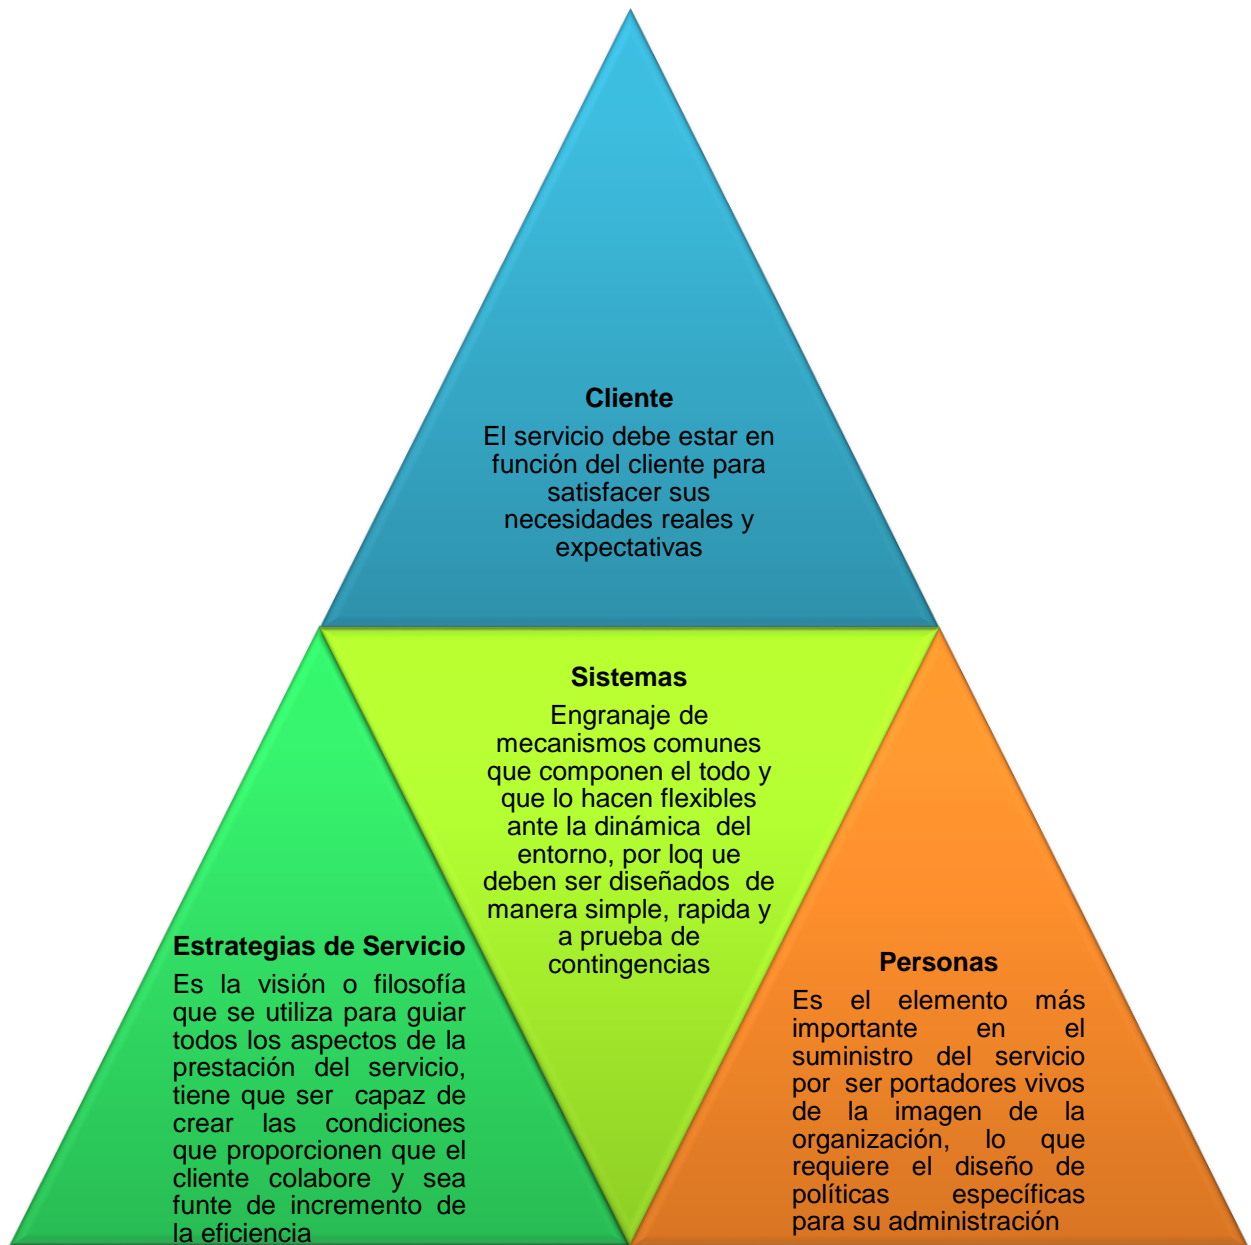 Cliente
El servicio debe estar en
función del cliente para
satisfacer sus
necesidades reales y
expectativas
Sistemas
Engranaje de
mecanismos comunes
que componen el todo y
que lo hacen flexibles
ante la dinámica del
entorno, por loq ue
deben ser diseñados de
manera simple, rapida y
a prueba de
contingencias
Estrategias de Servicio
Es la visión o filosofía
que se utiliza para guiar
todos los aspectos de la
prestación del servicio,
tiene que ser capaz de
crear las condiciones
que proporcionen que el
cliente colabore y sea
funte de incremento de
la eficiencia
Personas
Es el elemento más
importante en el
suministro del servicio
por ser portadores vivos
de la imagen de la
organización, lo que
requiere el diseño de
políticas específicas
para su administración